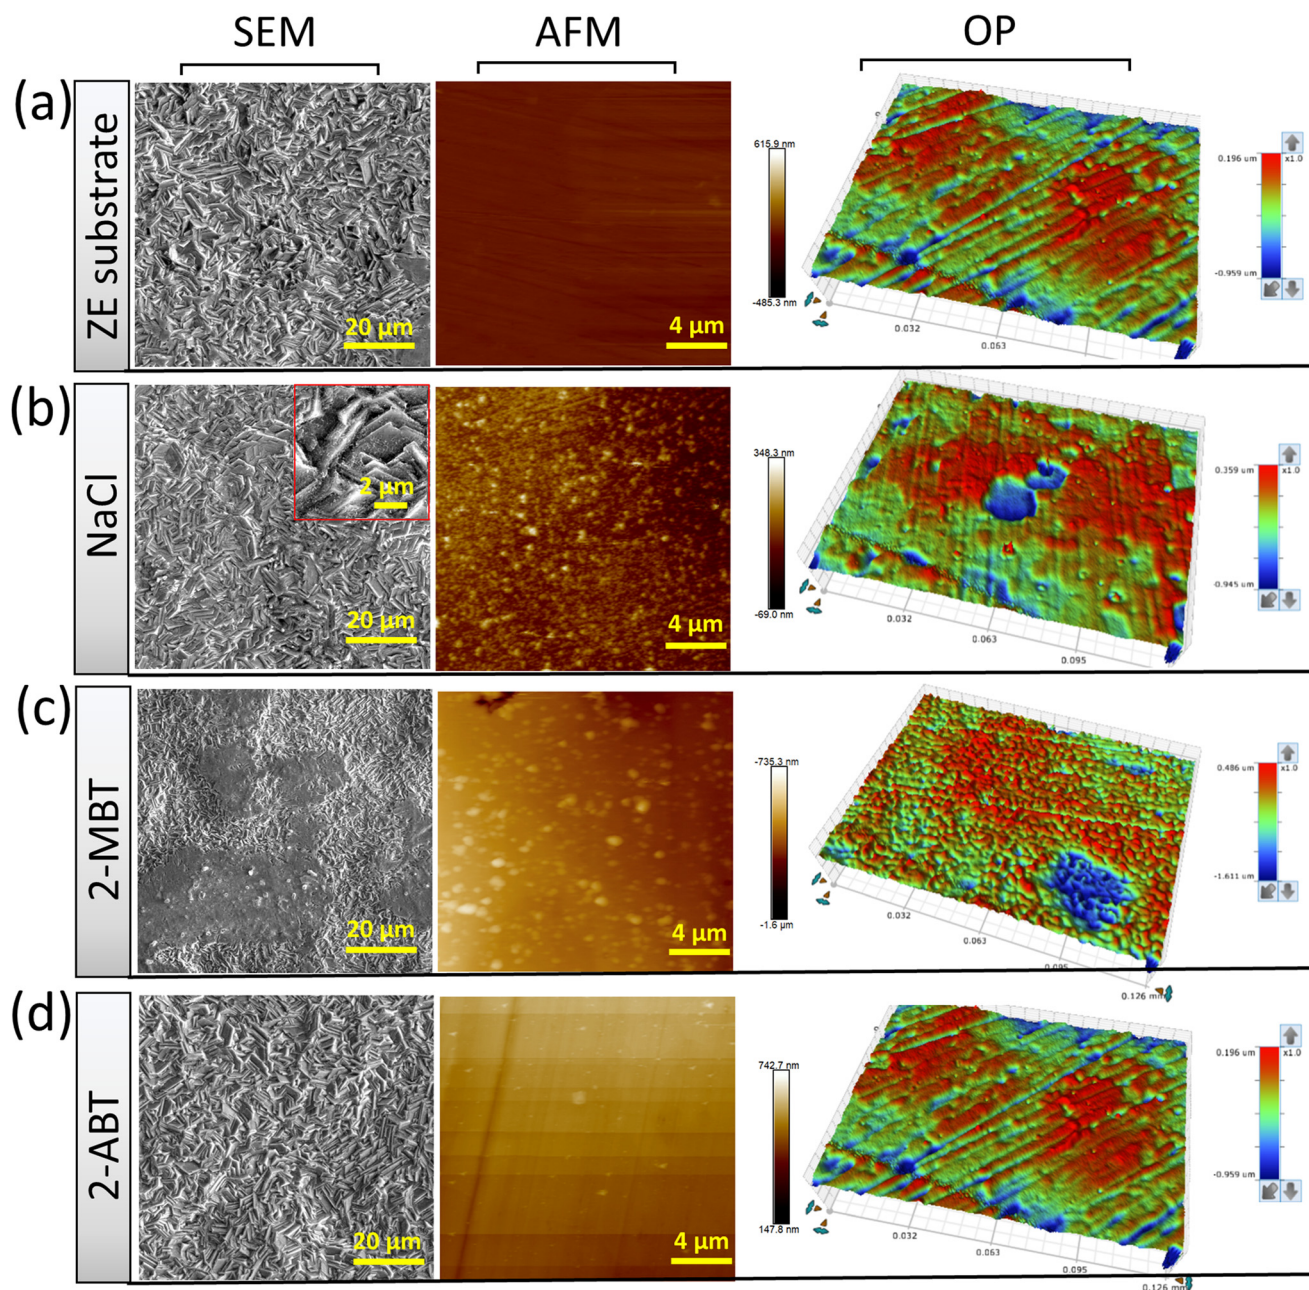 SEM
AFM
OP
(a)
ZE substrate
20 µm
4 µm
615.9 nm
-485.3 nm
0.032
0.063
0.196 um
x1.0
-0.959 um
(b)
NaCl
2 µm
20 µm
4 µm
348.3 nm
-69.0 nm
0.032
0.063
0.095
0.359 um
x1.0
-0.945 um
(c)
2-MBT
20 µm
4 µm
-735.3 nm
-1.6 µm
0.032
0.063
0.095
0.126 mm
0.486 um
x1.0
-1.611 um
(d)
2-ABT
20 µm
4 µm
742.7 nm
147.8 nm
0.032
0.063
0.095
0.126 mm
0.196 um
x1.0
-0.959 um